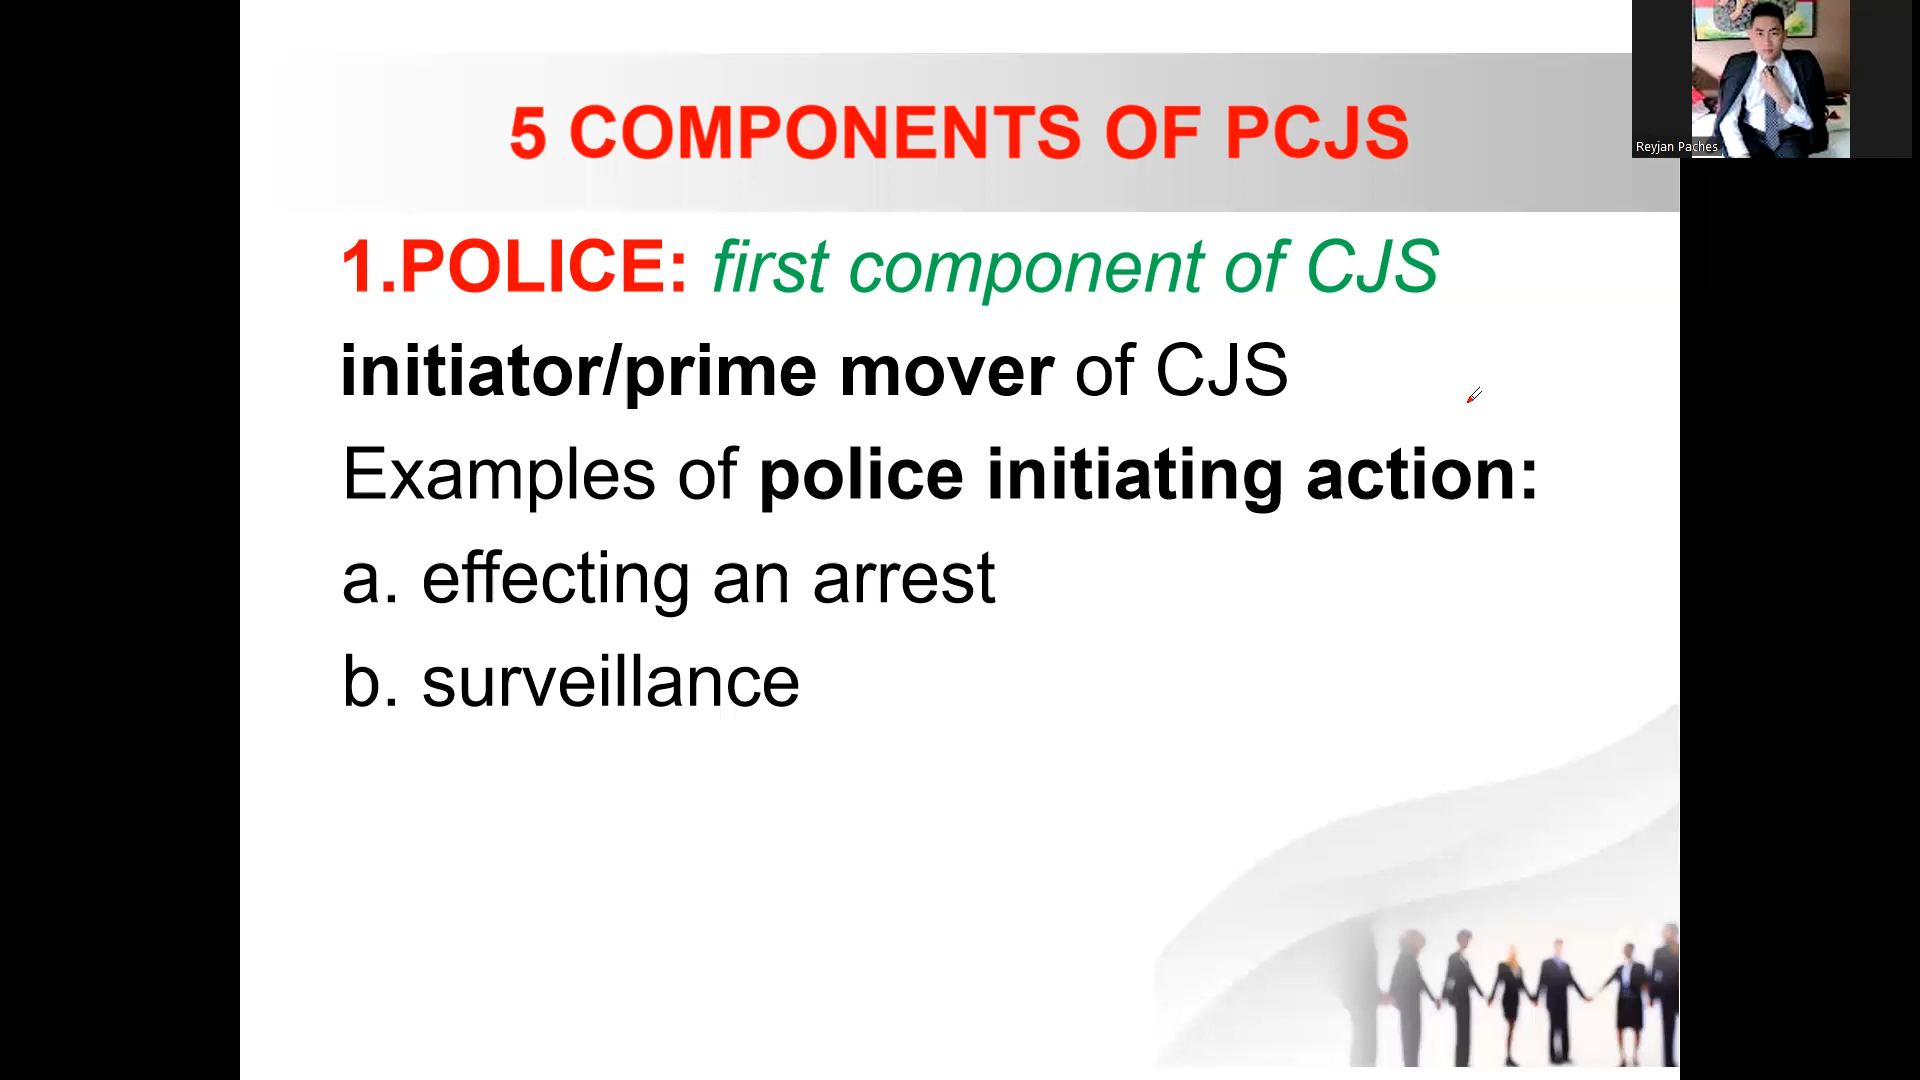 5 COMPONENTS OF PCJS
Reyjan Paches
1.POLICE: first component of CJS
initiator/prime mover of CJS
Examples of police initiating action:
a. effecting an arrest
b. surveillance